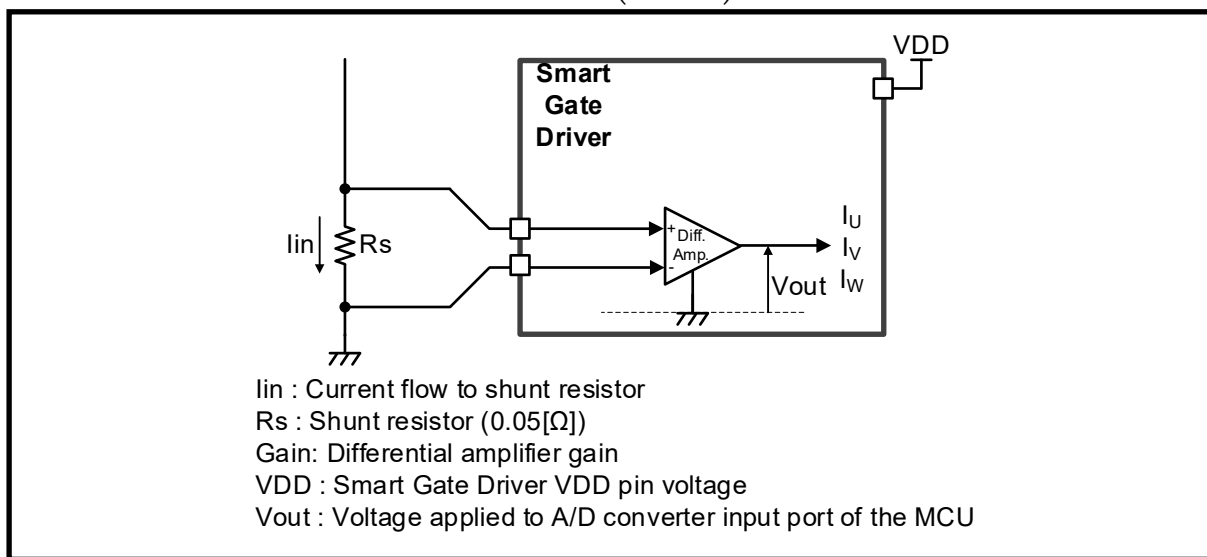 VDD
Smart
Gate
Driver
Iin
Rs
+
Diff.
Amp.
-
Vout
I_U
I_V
I_W
Iin : Current flow to shunt resistor
Rs : Shunt resistor (0.05[Ω])
Gain: Differential amplifier gain
VDD : Smart Gate Driver VDD pin voltage
Vout : Voltage applied to A/D converter input port of the MCU